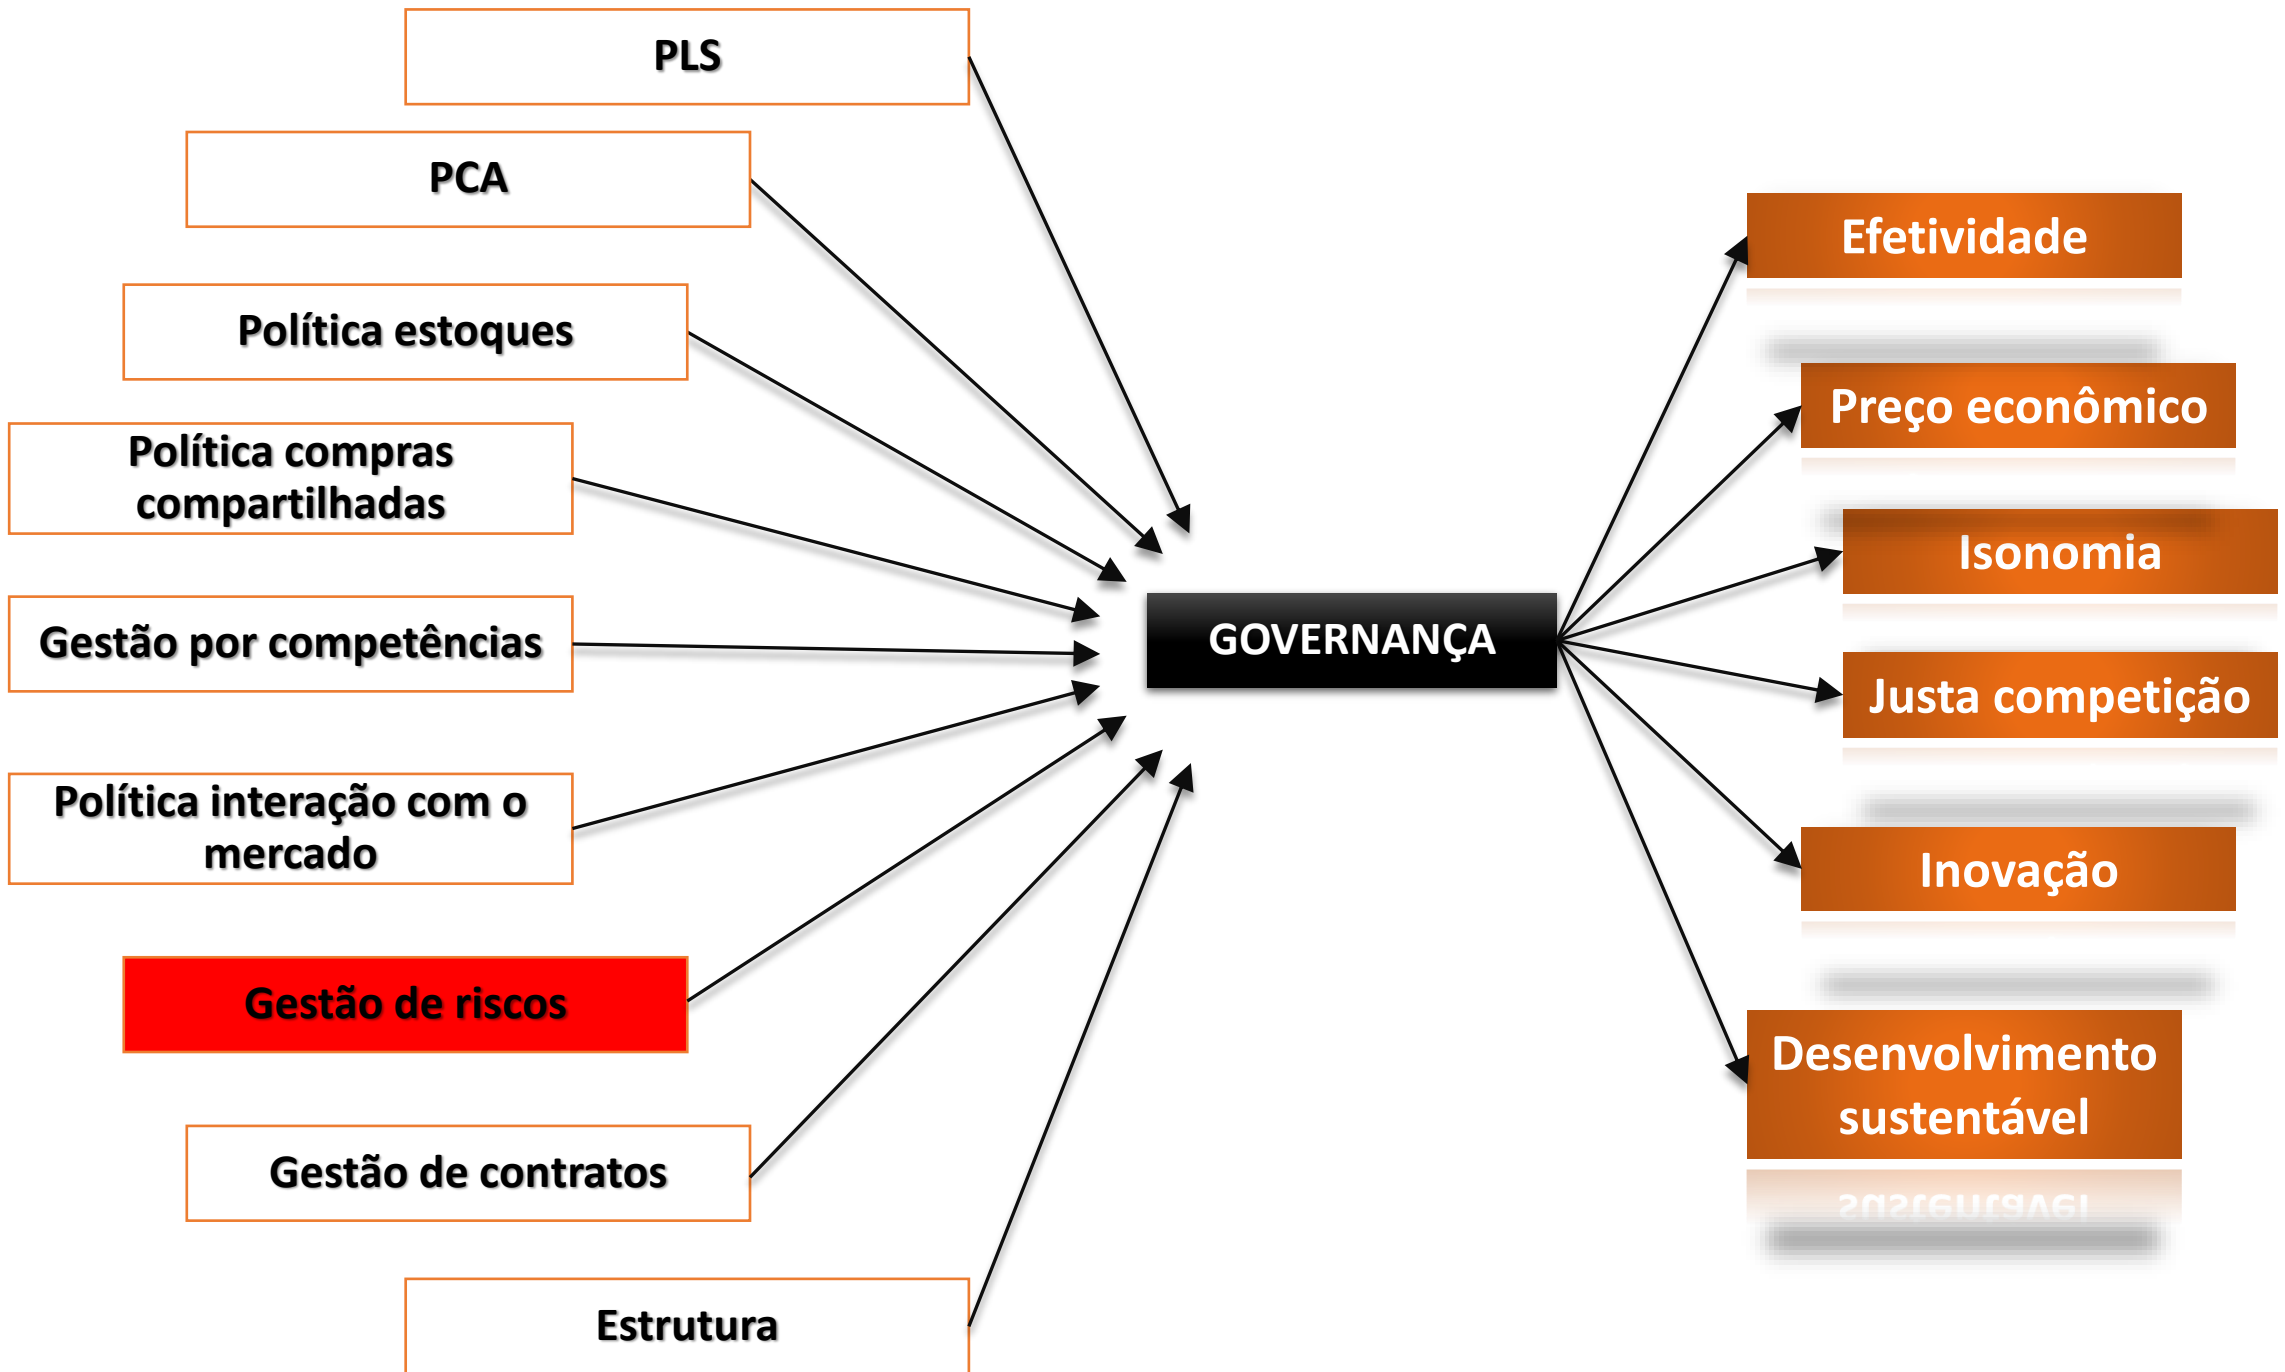 PLS
PCA
Política estoques
Política compras
compartilhadas
Gestão por competências
Política interação com o
mercado
Gestão de riscos
Gestão de contratos
Estrutura
GOVERNANÇA
Efetividade
Preço econômico
Isonomia
Justa competição
Inovação
Desenvolvimento
sustentável